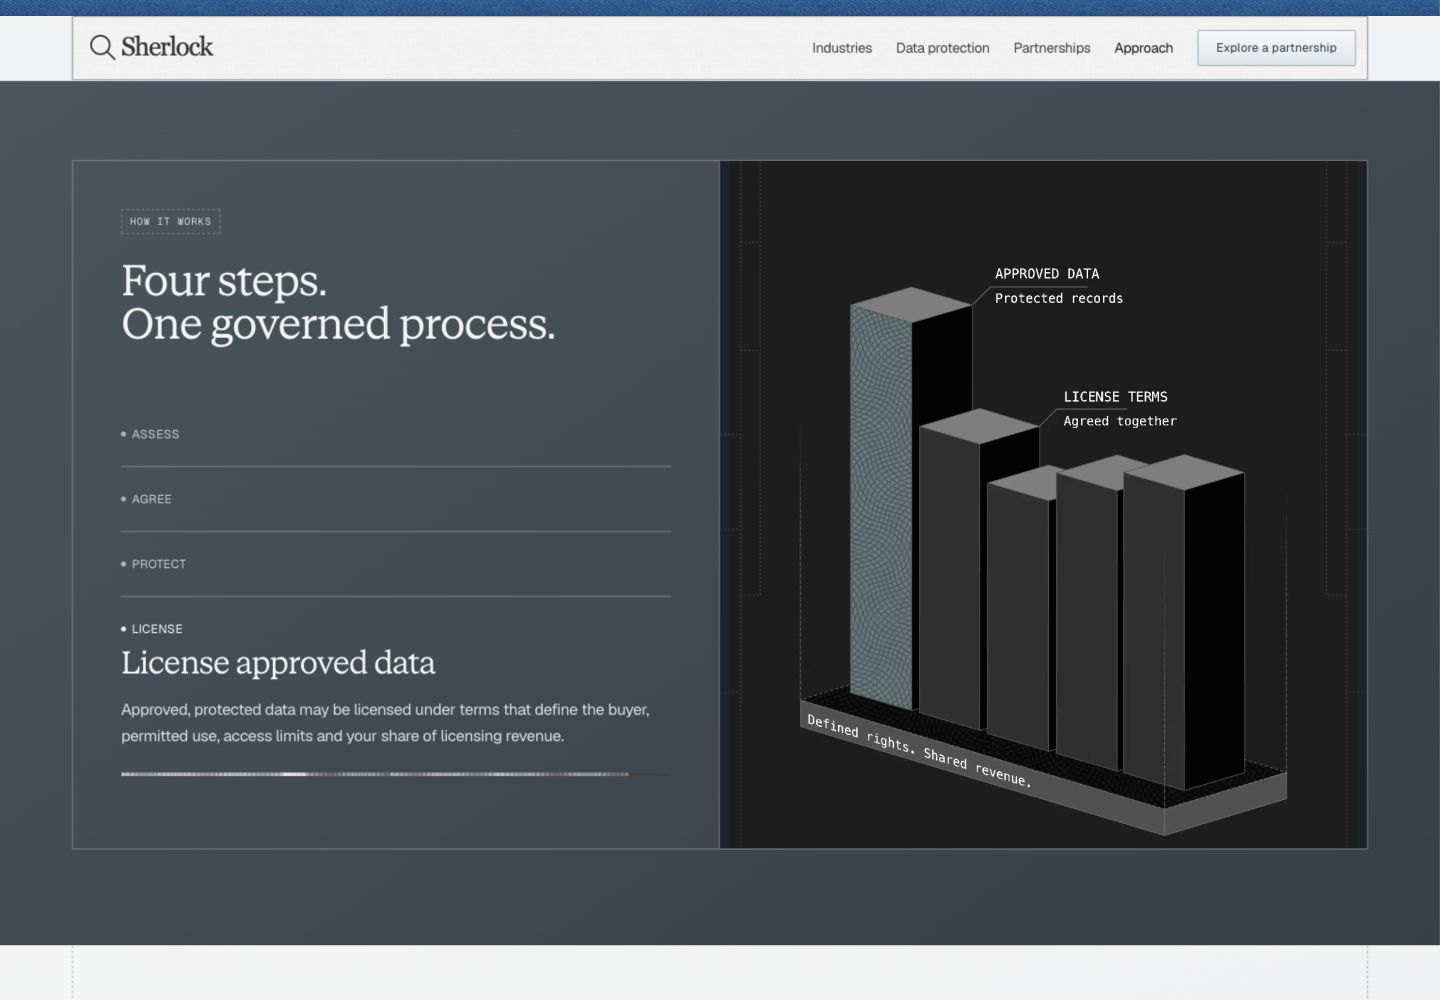 Sherlock
Industries
Data protection
Partnerships
Approach
Explore a partnership
HOW IT WORKS
Four steps.
One governed process.
ASSESS
AGREE
PROTECT
LICENSE
License approved data
Approved, protected data may be licensed under terms that define the buyer,
permitted use, access limits and your share of licensing revenue.
APPROVED DATA
Protected records
LICENSE TERMS
Agreed together
Defined rights. Shared revenue.